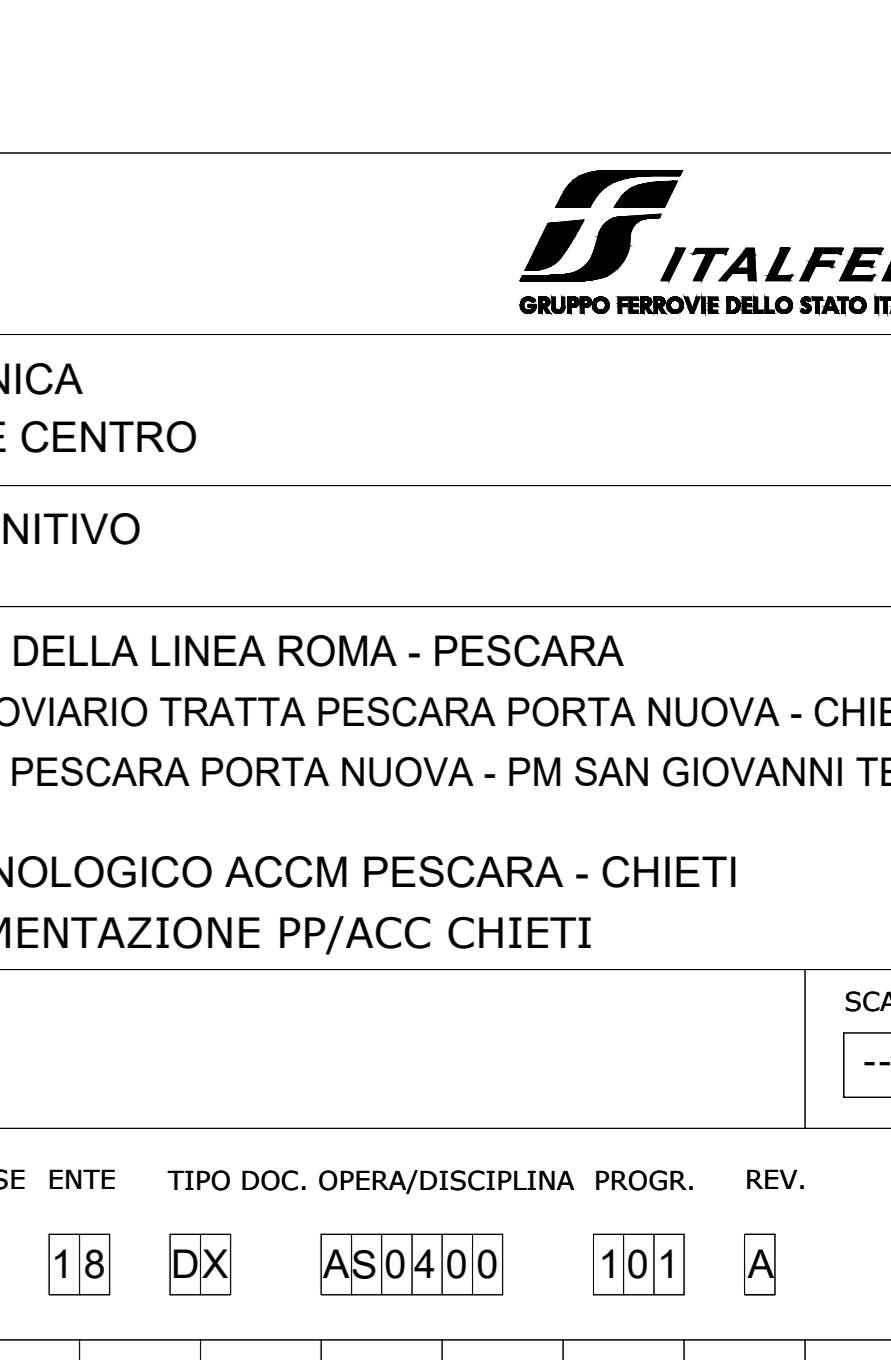 ITALFE
GRUPPO FERROVIE DELLO STATO IT
NICA
E CENTRO
NITIVO
DELLA LINEA ROMA - PESCARA
OVIARIO TRATTA PESCARA PORTA NUOVA - CHIE
PESCARA PORTA NUOVA - PM SAN GIOVANNI TE
NOLOGICO ACCM PESCARA - CHIETI
MENTAZIONE PP/ACC CHIETI
SCA
--
SE ENTE TIPO DOC. OPERA/DISCIPLINA PROGR. REV.
18 DX AS0400 101 A